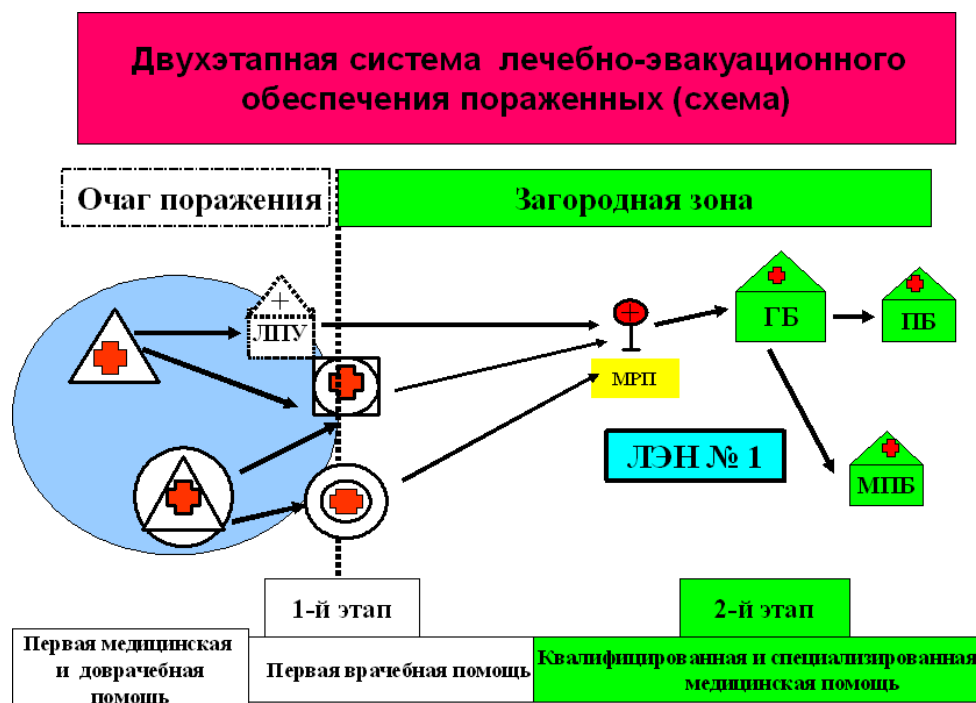 Двухэтапная система лечебно-эвакуационного
обеспечения пораженных (схема)
Очаг поражения
Загородная зона
ЛПУ
ГБ
ПБ
МРП
ЛЭН № 1
МПБ
1-й этап
2-й этап
Первая медицинская
и доврачебная
помощь
Первая врачебная помощь
Квалифицированная и специализированная
медицинская помощь